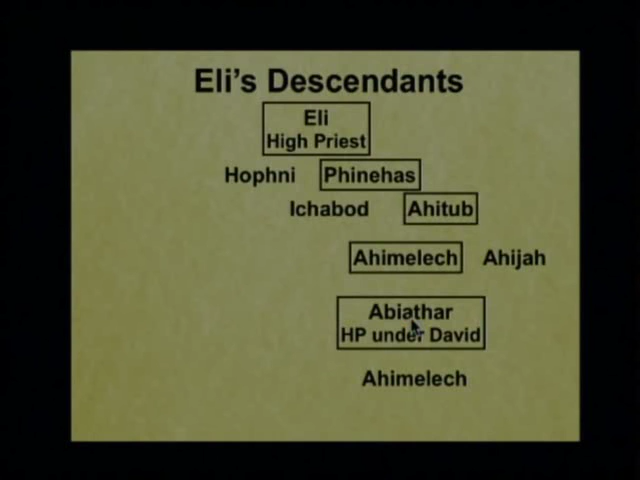 Eli's Descendants
Eli
High Priest
Hophni Phinehas
Ichabod Ahitub
Ahimelech Ahijah
Abiathar
HP under David
Ahimelech